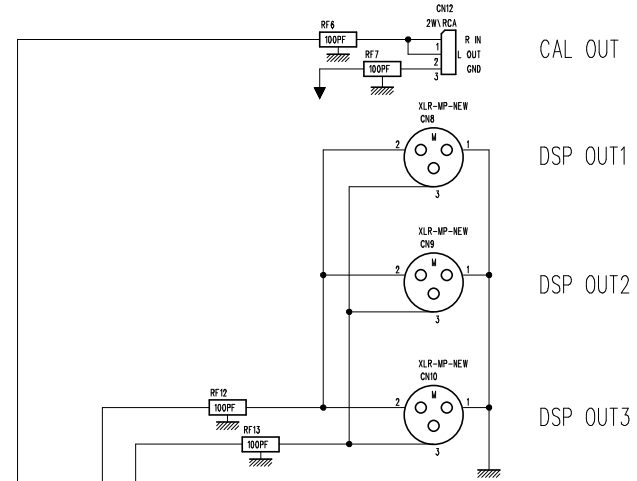 CN12
RF6
2W\RCA
100PF
R IN
1
L OUT
RF7
2
100PF
GND
3
CAL OUT
XLR-MP-NEW
CN8
M
2
1
3
DSP OUT1
XLR-MP-NEW
CN9
M
2
1
3
DSP OUT2
XLR-MP-NEW
CN10
M
2
1
3
DSP OUT3
RF12
100PF
RF13
100PF